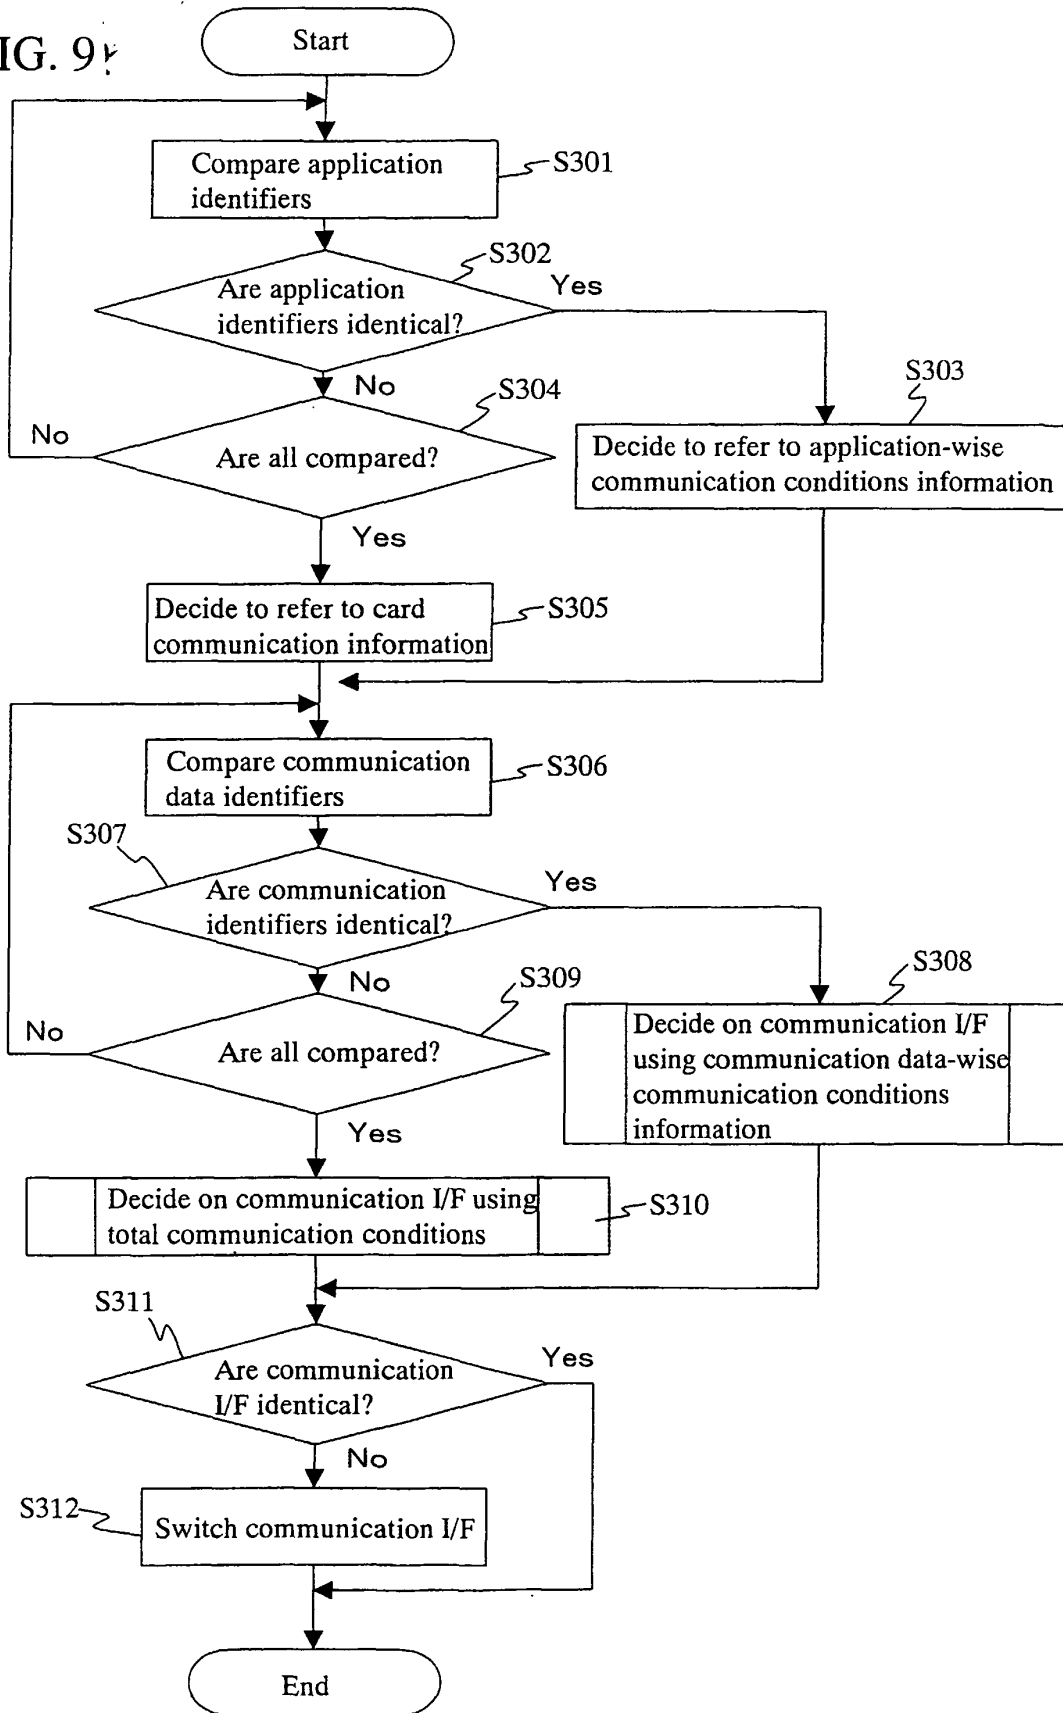 IG. 9
Start
Compare application
identifiers
S301
S302
Are application
identifiers identical?
Yes
No
S304
S303
No
Are all compared?
Decide to refer to application-wise
communication conditions information
Yes
Decide to refer to card
communication information
S305
Compare communication
data identifiers
S306
S307
Are communication
identifiers identical?
Yes
No
S309
S308
No
Are all compared?
Decide on communication I/F
using communication data-wise
communication conditions
information
Yes
Decide on communication I/F using
total communication conditions
S310
S311
Are communication
I/F identical?
Yes
No
S312
Switch communication I/F
End